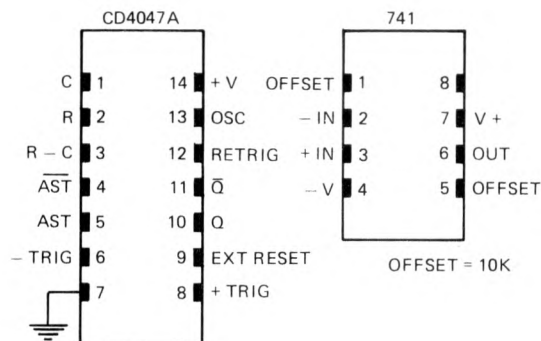 CD4047A
C 1 14 + V
R 2 13 OSC
R – C 3 12 RETRIG
A̅S̅T̅ 4 11 Q̅
AST 5 10 Q
– TRIG 6 9 EXT RESET
7 8 + TRIG
741
OFFSET 1 8
– IN 2 7 V +
+ IN 3 6 OUT
– V 4 5 OFFSET
OFFSET = 10K